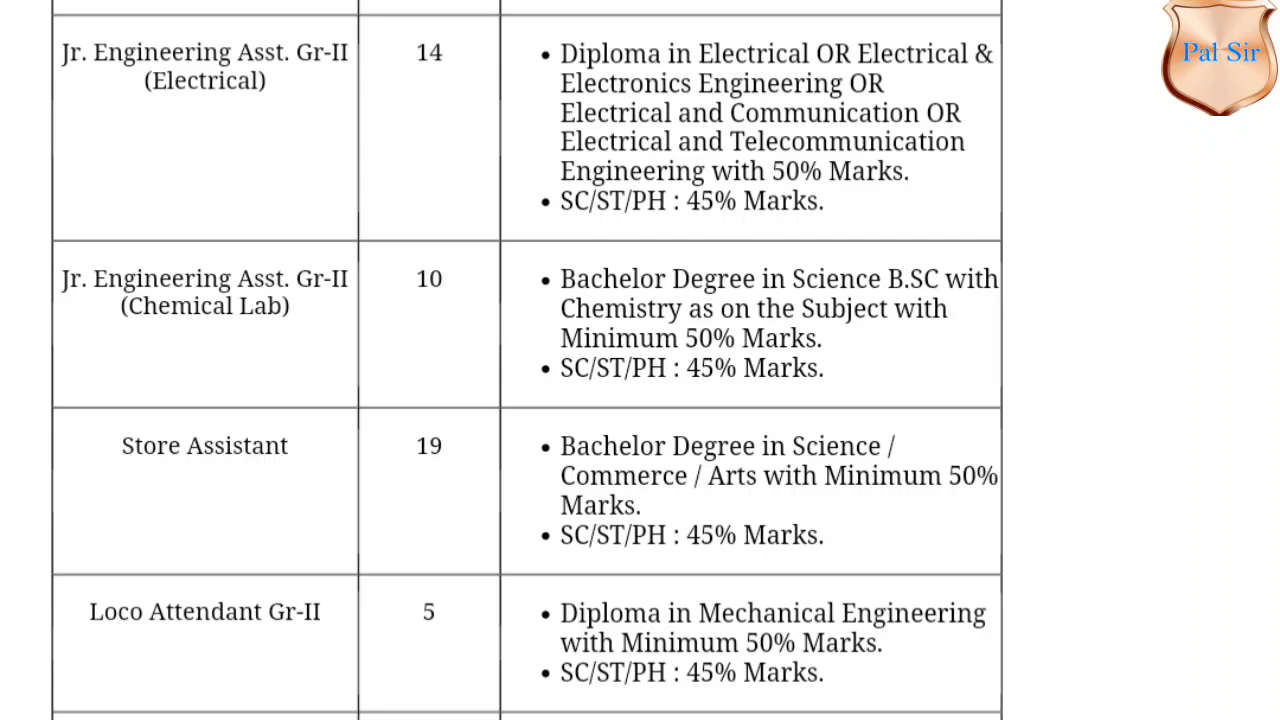 Jr. Engineering Asst. Gr-II
(Electrical)
14
• Diploma in Electrical OR Electrical &
Electronics Engineering OR
Electrical and Communication OR
Electrical and Telecommunication
Engineering with 50% Marks.
• SC/ST/PH : 45% Marks.
Jr. Engineering Asst. Gr-II
(Chemical Lab)
10
• Bachelor Degree in Science B.SC with
Chemistry as on the Subject with
Minimum 50% Marks.
• SC/ST/PH : 45% Marks.
Store Assistant
19
• Bachelor Degree in Science /
Commerce / Arts with Minimum 50%
Marks.
• SC/ST/PH : 45% Marks.
Loco Attendant Gr-II
5
• Diploma in Mechanical Engineering
with Minimum 50% Marks.
• SC/ST/PH : 45% Marks.
Pal Sir